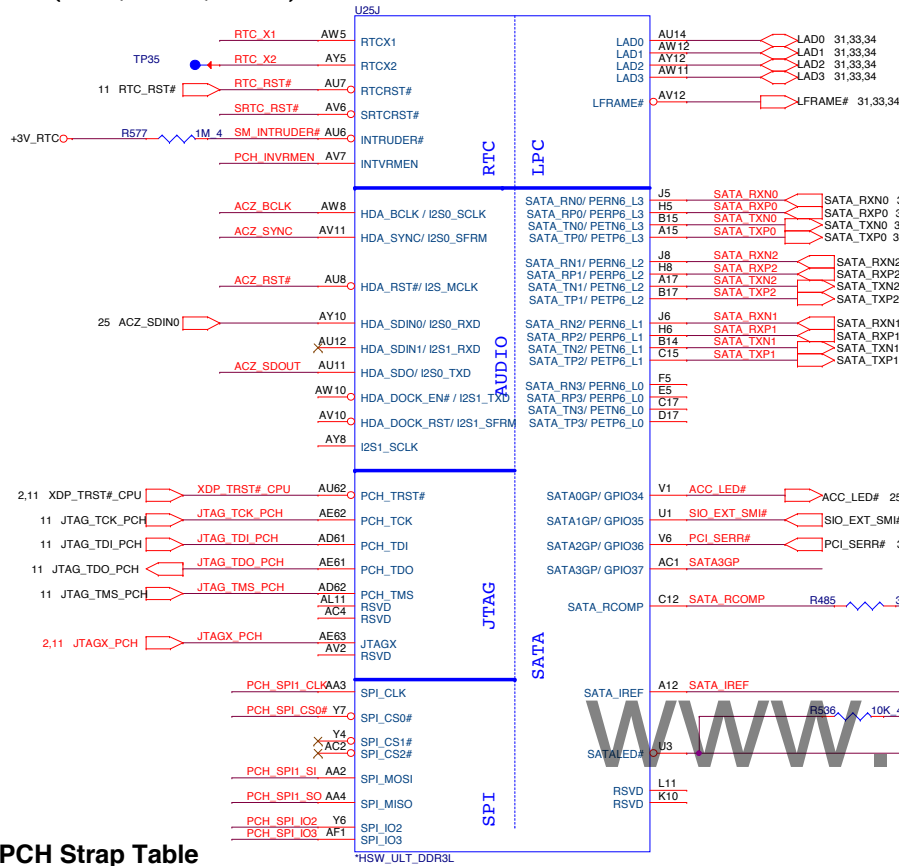 U25J
RTC_X1 AW5 RTCX1
TP35 RTC_X2 AY5 RTCX2
11 RTC_RST# RTC_RST# AU7 RTCRST#
SRTC_RST# AV6 SRTCRST#
+3V_RTC R577 1M_4 SM_INTRUDER# AU6 INTRUDER#
PCH_INVRMEN AV7 INTVRMEN
RTC
LPC
LAD0 AU14 LAD0 31,33,34
LAD1 AW12 LAD1 31,33,34
LAD2 AY12 LAD2 31,33,34
LAD3 AW11 LAD3 31,33,34
LFRAME# AV12 LFRAME# 31,33,34
ACZ_BCLK AW8 HDA_BCLK / I2S0_SCLK
ACZ_SYNC AV11 HDA_SYNC/ I2S0_SFRM
ACZ_RST# AU8 HDA_RST#/ I2S_MCLK
25 ACZ_SDIN0 AY10 HDA_SDIN0/ I2S0_RXD
AU12 HDA_SDIN1/ I2S1_RXD
ACZ_SDOUT AU11 HDA_SDO/ I2S0_TXD
AW10 HDA_DOCK_EN# / I2S1_TXD
AV10 HDA_DOCK_RST/ I2S1_SFRM
AY8 I2S1_SCLK
AUDIO
SATA_RN0/ PERN6_L3 J5 SATA_RXN0 SATA_RXN0
SATA_RP0/ PERP6_L3 H5 SATA_RXP0 SATA_RXP0
SATA_TN0/ PETN6_L3 B15 SATA_TXN0 SATA_TXN0
SATA_TP0/ PETP6_L3 A15 SATA_TXP0 SATA_TXP0
SATA_RN1/ PERN6_L2 J8 SATA_RXN2 SATA_RXN2
SATA_RP1/ PERP6_L2 H8 SATA_RXP2 SATA_RXP2
SATA_TN1/ PETN6_L2 A17 SATA_TXN2 SATA_TXN2
SATA_TP1/ PETP6_L2 B17 SATA_TXP2 SATA_TXP2
SATA_RN2/ PERN6_L1 J6 SATA_RXN1 SATA_RXN1
SATA_RP2/ PERP6_L1 H6 SATA_RXP1 SATA_RXP1
SATA_TN2/ PETN6_L1 B14 SATA_TXN1 SATA_TXN1
SATA_TP2/ PETP6_L1 C15 SATA_TXP1 SATA_TXP1
SATA_RN3/ PERN6_L0 F5
SATA_RP3/ PERP6_L0 E5
SATA_TN3/ PETN6_L0 C17
SATA_TP3/ PETP6_L0 D17
2,11 XDP_TRST#_CPU XDP_TRST#_CPU AU62 PCH_TRST#
11 JTAG_TCK_PCH JTAG_TCK_PCH AE62 PCH_TCK
11 JTAG_TDI_PCH JTAG_TDI_PCH AD61 PCH_TDI
11 JTAG_TDO_PCH JTAG_TDO_PCH AE61 PCH_TDO
11 JTAG_TMS_PCH JTAG_TMS_PCH AD62 PCH_TMS
AL11 RSVD
AC4 RSVD
2,11 JTAGX_PCH JTAGX_PCH AE63 JTAGX
AV2 RSVD
JTAG
SATA
SATA0GP/ GPIO34 V1 ACC_LED# ACC_LED# 25
SATA1GP/ GPIO35 U1 SIO_EXT_SMI# SIO_EXT_SMI#
SATA2GP/ GPIO36 V6 PCI_SERR# PCI_SERR#
SATA3GP/ GPIO37 AC1 SATA3GP
SATA_RCOMP C12 SATA_RCOMP R485
SATA_IREF A12 SATA_IREF
R536 10K_4
SATALED# U3
RSVD L11
RSVD K10
PCH_SPI1_CLK AA3 SPI_CLK
PCH_SPI_CS0# Y7 SPI_CS0#
Y4 SPI_CS1#
AC2 SPI_CS2#
PCH_SPI1_SI AA2 SPI_MOSI
PCH_SPI1_SO AA4 SPI_MISO
PCH_SPI_IO2 Y6 SPI_IO2
PCH_SPI_IO3 AF1 SPI_IO3
SPI
www.
*HSW_ULT_DDR3L
PCH Strap Table